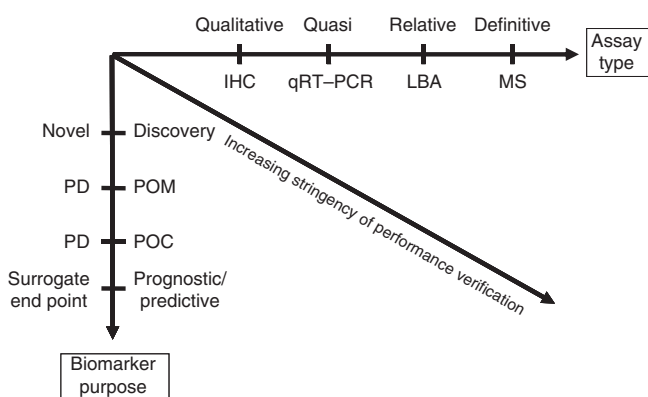 Qualitative Quasi Relative Definitive
Assay
type
IHC qRT–PCR LBA MS
Novel Discovery
Increasing stringency of performance verification
PD POM
PD POC
Surrogate
end point
Prognostic/
predictive
Biomarker
purpose